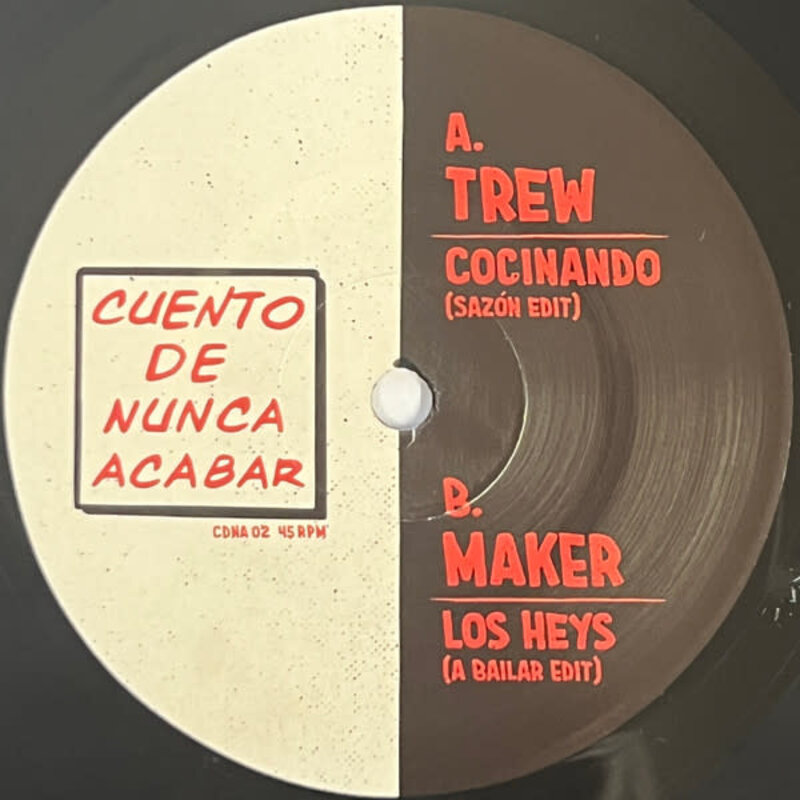 CUENTO
DE
NUNCA
ACABAR
CDNA 02 45 RPM
A.
TREW
COCINANDO
(SAZÓN EDIT)
B.
MAKER
LOS HEYS
(A BAILAR EDIT)